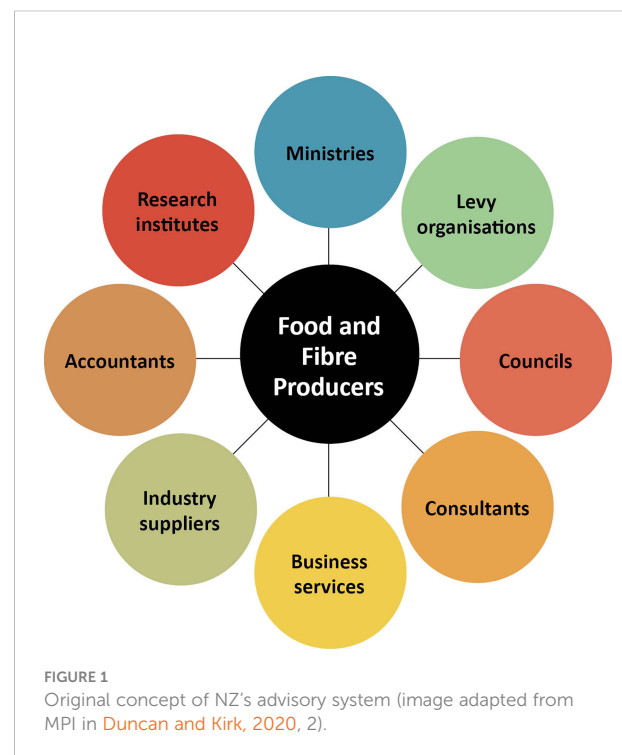 Ministries
Levy
organisations
Research
institutes
Food and
Fibre
Producers
Accountants
Councils
Industry
suppliers
Consultants
Business
services
FIGURE 1
Original concept of NZ's advisory system (image adapted from
MPI in Duncan and Kirk, 2020, 2).